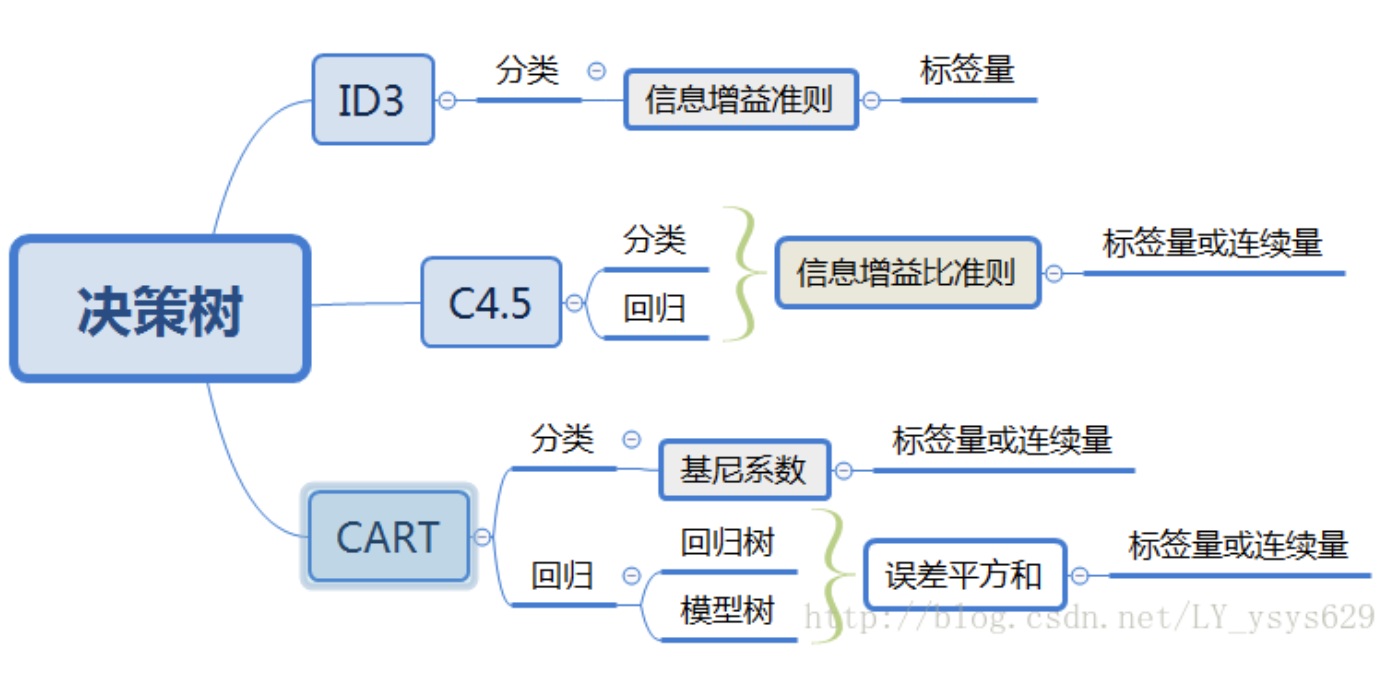 决策树
ID3
分类
信息增益准则
标签量
C4.5
分类
回归
信息增益比准则
标签量或连续量
CART
分类
基尼系数
标签量或连续量
回归
回归树
模型树
误差平方和
标签量或连续量
http://blog.csdn.net/LY_ysys629